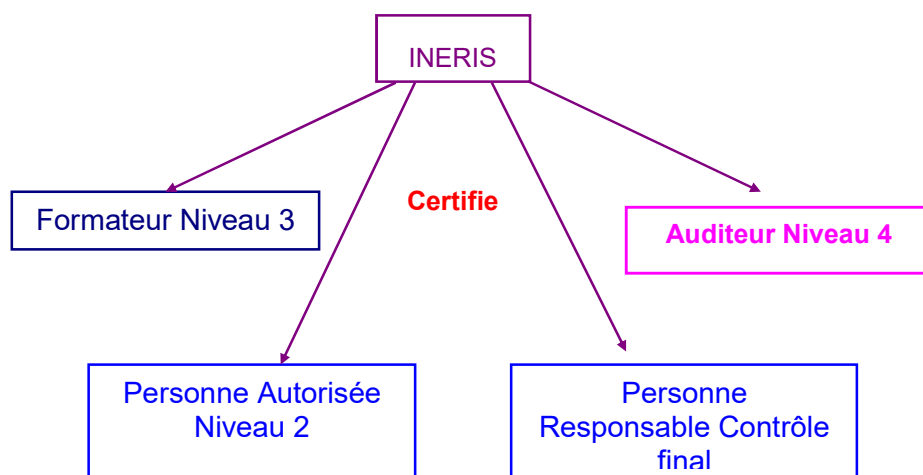 INERIS
Certifie
Formateur Niveau 3
Auditeur Niveau 4
Personne Autorisée
Niveau 2
Personne
Responsable Contrôle
final